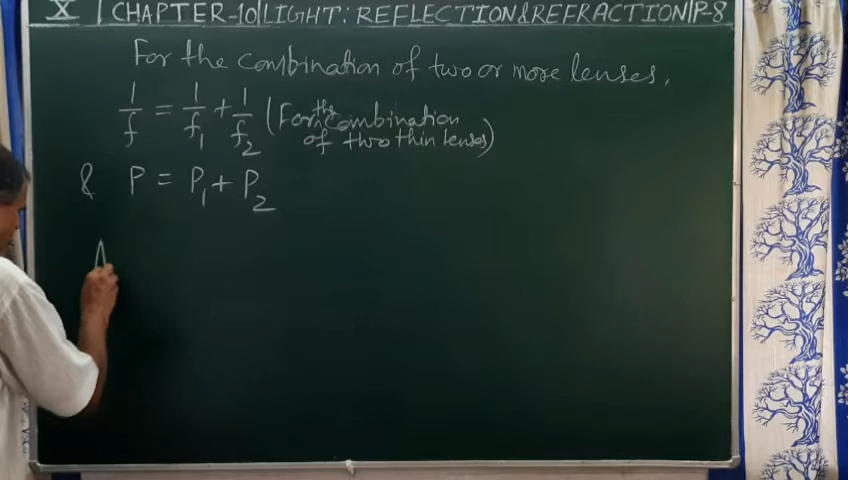 X | CHAPTER-10|LIGHT: REFLECTION&REFRACTION|P-8
For the combination of two or more lenses,
1/f = 1/f₁ + 1/f₂ (For the combination
of two thin lenses)
& P = P₁ + P₂
A